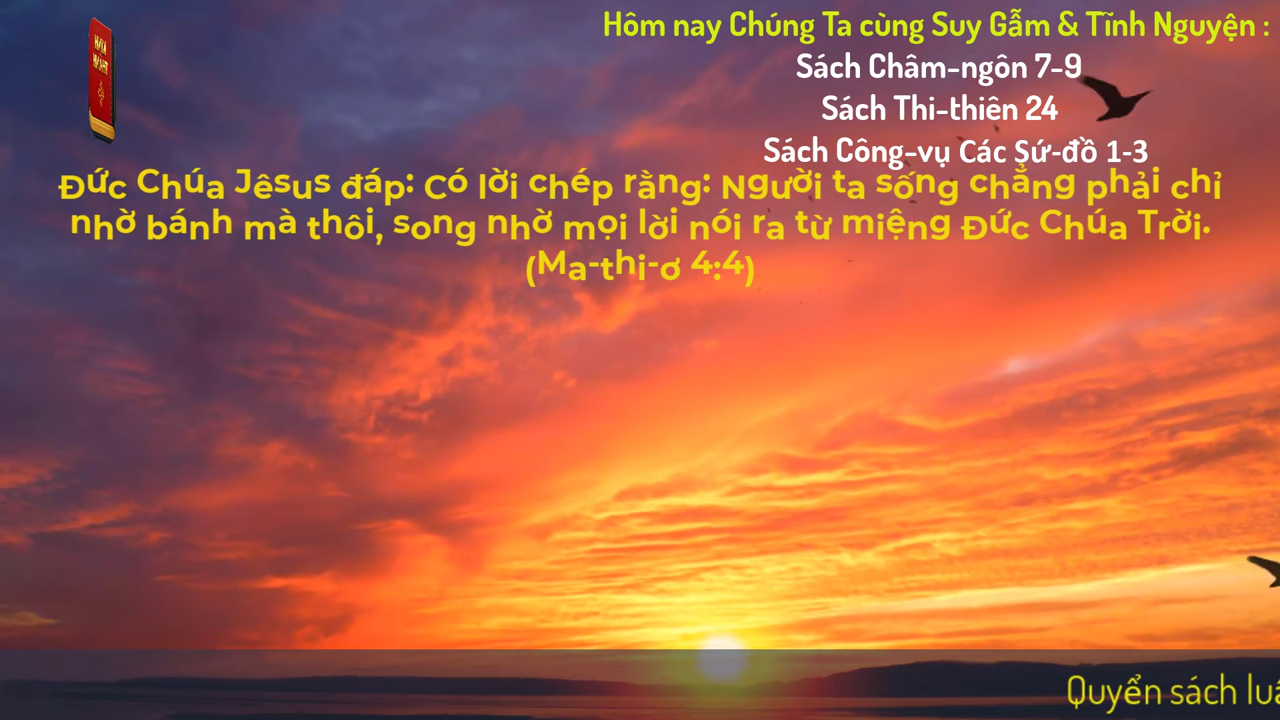 Hôm nay Chúng Ta cùng Suy Gẫm & Tĩnh Nguyện :
Sách Châm-ngôn 7-9
Sách Thi-thiên 24
Sách Công-vụ Các Sứ-đồ 1-3
Đức Chúa Jêsus đáp: Có lời chép rằng: Người ta sống chẳng phải chỉ
nhờ bánh mà thôi, song nhờ mọi lời nói ra từ miệng Đức Chúa Trời.
(Ma-thi-ơ 4:4)
Quyển sách